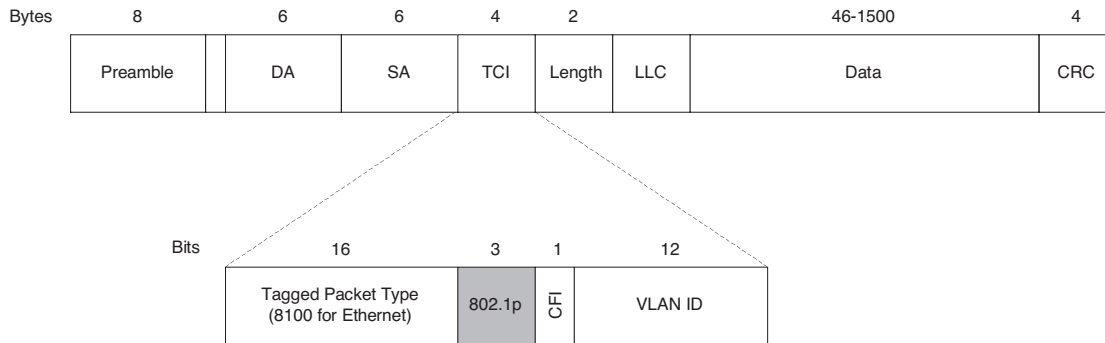 Bytes 8 6 6 4 2 46-1500 4
Preamble DA SA TCI Length LLC Data CRC
Bits 16 3 1 12
Tagged Packet Type
(8100 for Ethernet)
802.1p
CFI
VLAN ID